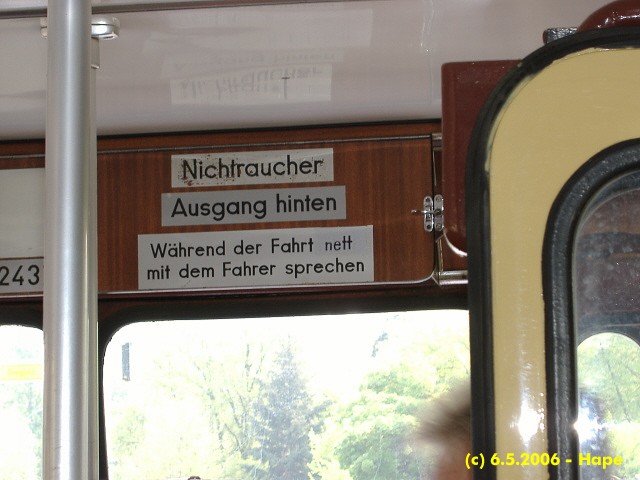 Nichtraucher
Ausgang hinten
Während der Fahrt nett
mit dem Fahrer sprechen
243
(c) 6.5.2006 - Hape